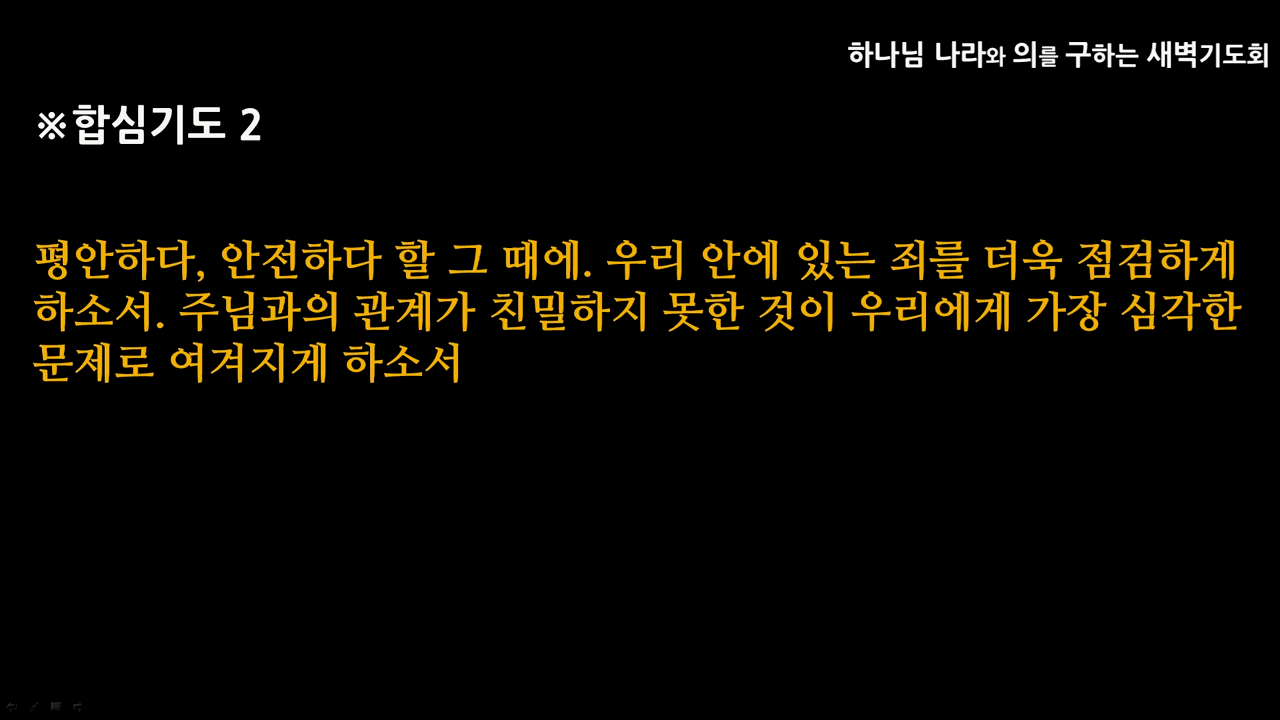 하나님 나라와 의를 구하는 새벽기도회
※합심기도 2
평안하다, 안전하다 할 그 때에. 우리 안에 있는 죄를 더욱 점검하게
하소서. 주님과의 관계가 친밀하지 못한 것이 우리에게 가장 심각한
문제로 여겨지게 하소서